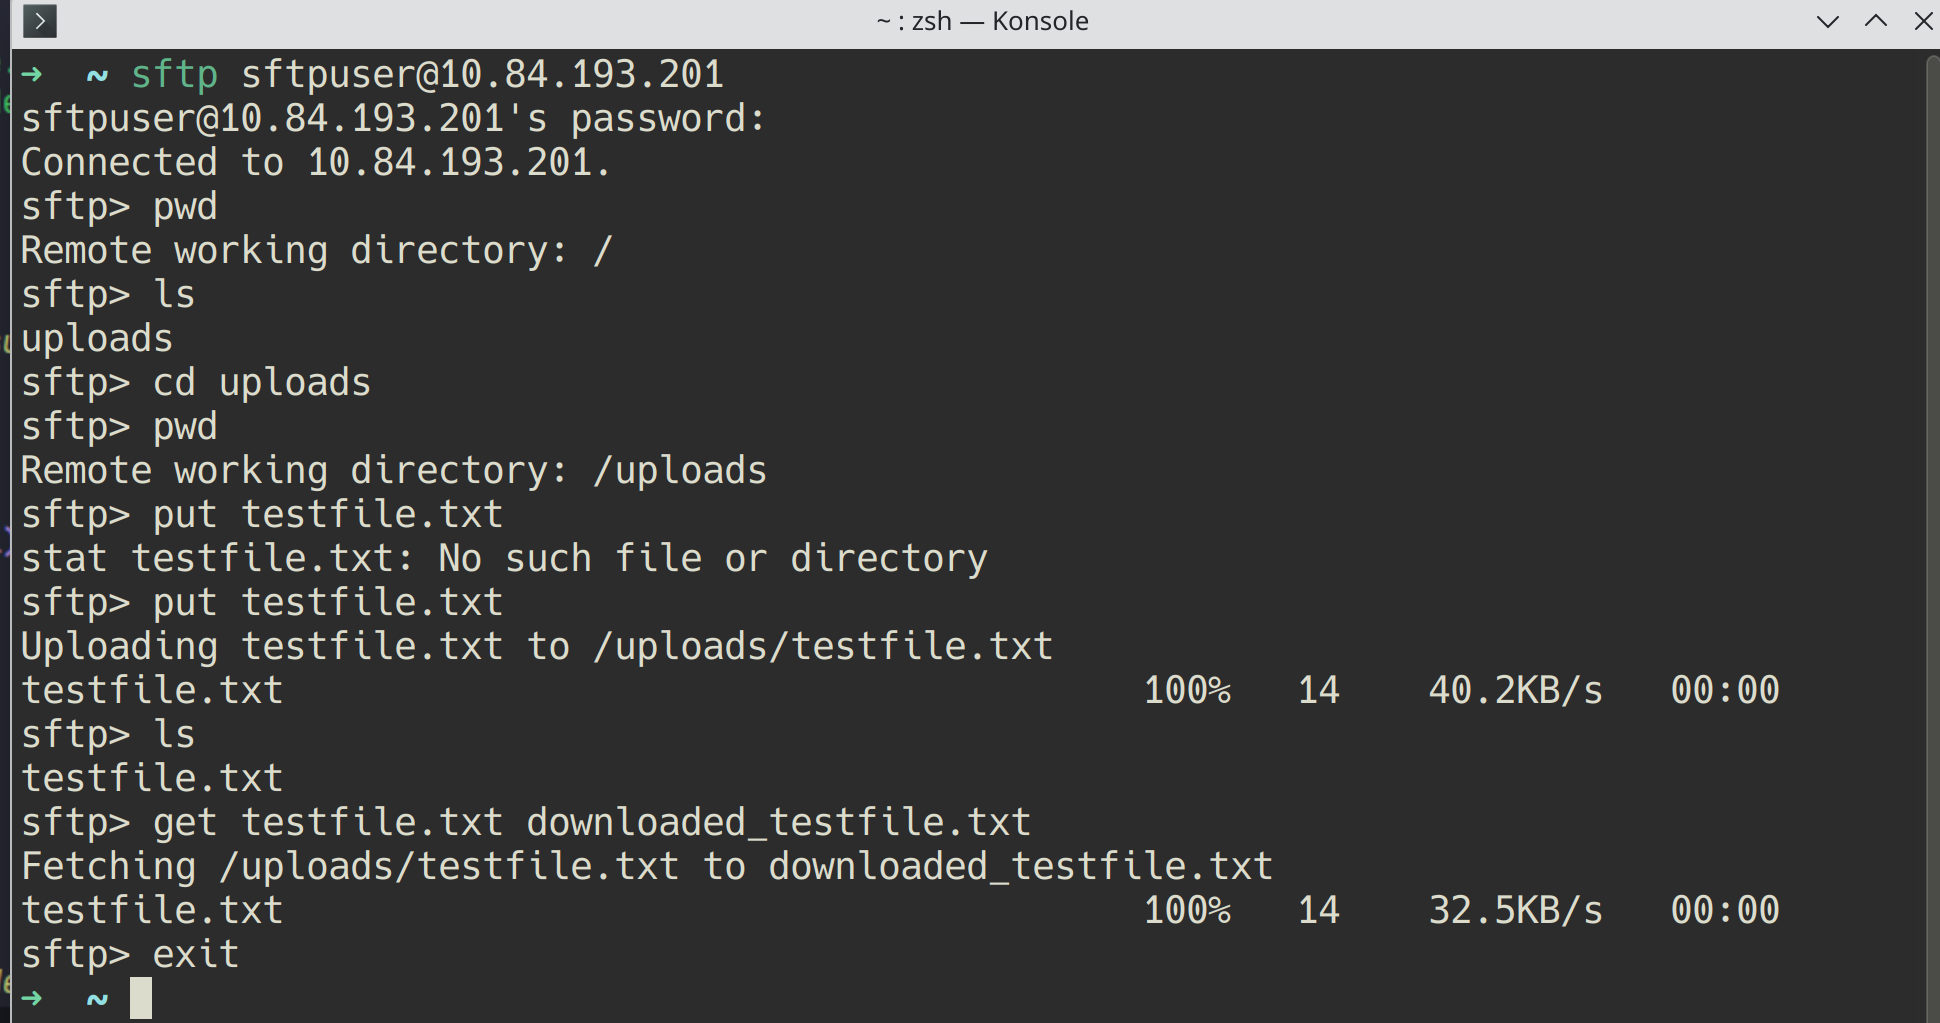 ~ : zsh — Konsole
➜ ~ sftp sftpuser@10.84.193.201
sftpuser@10.84.193.201's password:
Connected to 10.84.193.201.
sftp> pwd
Remote working directory: /
sftp> ls
uploads
sftp> cd uploads
sftp> pwd
Remote working directory: /uploads
sftp> put testfile.txt
stat testfile.txt: No such file or directory
sftp> put testfile.txt
Uploading testfile.txt to /uploads/testfile.txt
testfile.txt 100% 14 40.2KB/s 00:00
sftp> ls
testfile.txt
sftp> get testfile.txt downloaded_testfile.txt
Fetching /uploads/testfile.txt to downloaded_testfile.txt
testfile.txt 100% 14 32.5KB/s 00:00
sftp> exit
➜ ~